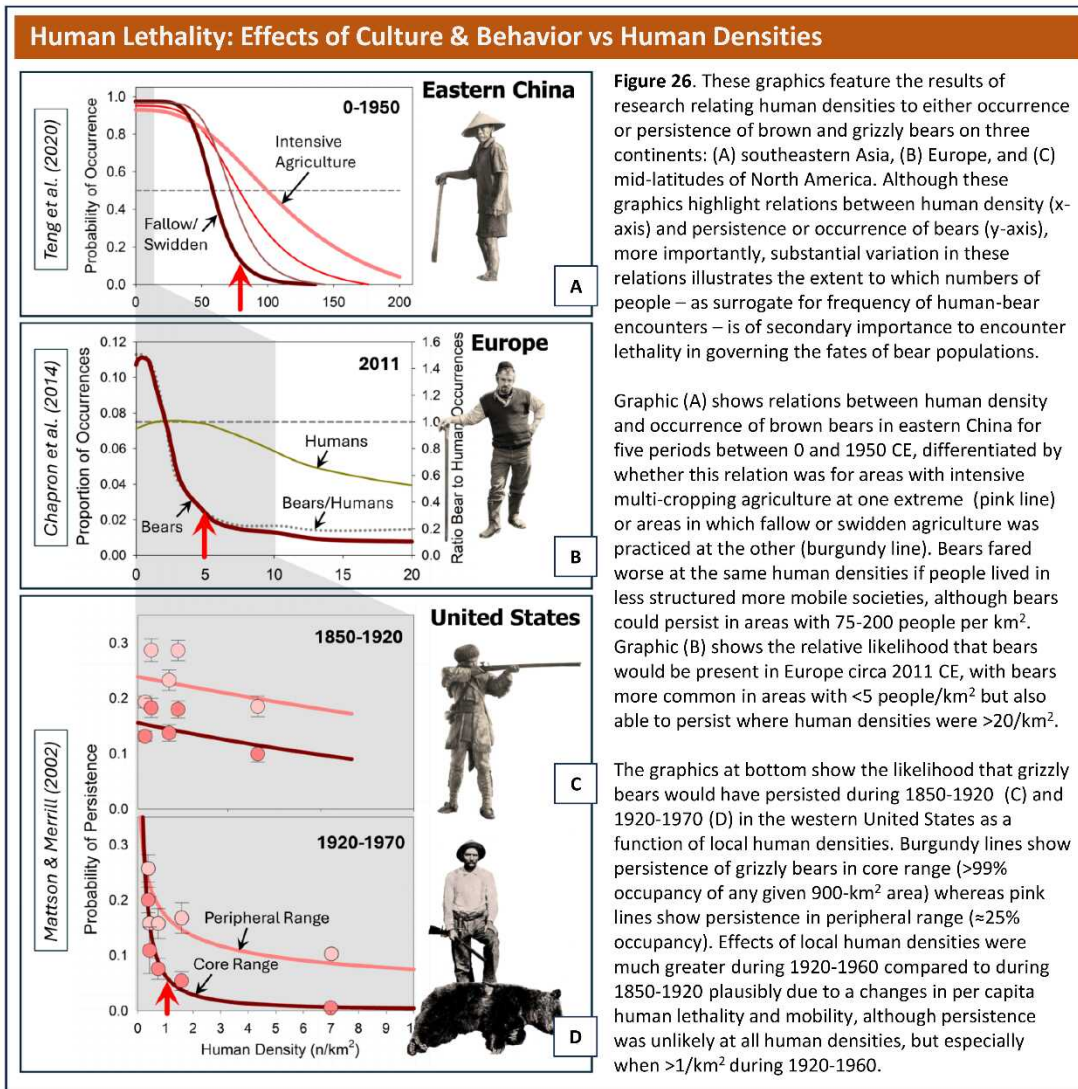 Human Lethality: Effects of Culture & Behavior vs Human Densities
Teng et al. (2020)
Probability of Occurrence
1.0
0.8
0.6
0.4
0.2
0.0
0-1950
Eastern China
Intensive
Agriculture
Fallow/
Swidden
0
50
100
150
200
A
Chapron et al. (2014)
Proportion of Occurrences
0.12
0.10
0.08
0.06
0.04
0.02
0.00
2011
Europe
Humans
Bears/Humans
Bears
1.6
1.4
1.2
1.0
0.8
0.6
0.4
0.2
0.0
Ratio Bear to Human Occurrences
0
5
10
15
20
B
United States
Mattson & Merrill (2002)
Probability of Persistence
1850-1920
0.3
0.2
0.1
0.0
C
1920-1970
0.3
0.2
0.1
0.0
Peripheral Range
Core Range
0
1
2
3
4
5
6
7
8
9
10
Human Density (n/km²)
D
Figure 26. These graphics feature the results of
research relating human densities to either occurrence
or persistence of brown and grizzly bears on three
continents: (A) southeastern Asia, (B) Europe, and (C)
mid-latitudes of North America. Although these
graphics highlight relations between human density (x-
axis) and persistence or occurrence of bears (y-axis),
more importantly, substantial variation in these
relations illustrates the extent to which numbers of
people – as surrogate for frequency of human-bear
encounters – is of secondary importance to encounter
lethality in governing the fates of bear populations.
Graphic (A) shows relations between human density
and occurrence of brown bears in eastern China for
five periods between 0 and 1950 CE, differentiated by
whether this relation was for areas with intensive
multi-cropping agriculture at one extreme (pink line)
or areas in which fallow or swidden agriculture was
practiced at the other (burgundy line). Bears fared
worse at the same human densities if people lived in
less structured more mobile societies, although bears
could persist in areas with 75-200 people per km².
Graphic (B) shows the relative likelihood that bears
would be present in Europe circa 2011 CE, with bears
more common in areas with <5 people/km² but also
able to persist where human densities were >20/km².
The graphics at bottom show the likelihood that grizzly
bears would have persisted during 1850-1920 (C) and
1920-1970 (D) in the western United States as a
function of local human densities. Burgundy lines show
persistence of grizzly bears in core range (>99%
occupancy of any given 900-km² area) whereas pink
lines show persistence in peripheral range (≈25%
occupancy). Effects of local human densities were
much greater during 1920-1960 compared to during
1850-1920 plausibly due to a changes in per capita
human lethality and mobility, although persistence
was unlikely at all human densities, but especially
when >1/km² during 1920-1960.